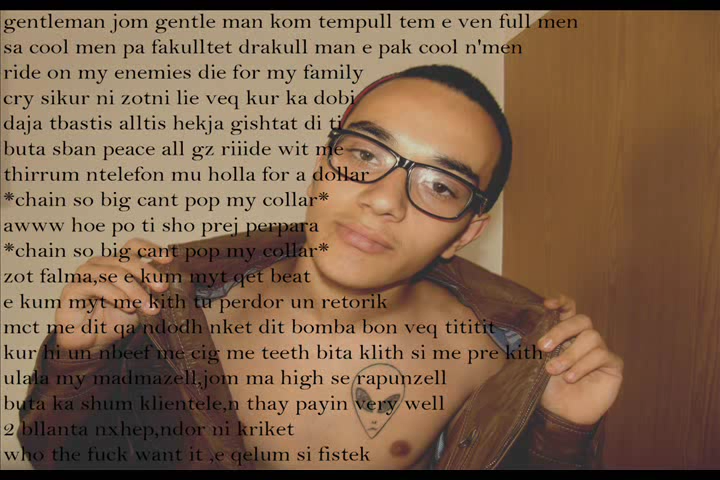 gentleman jom gentle man kom tempull tem e ven full men
sa cool men pa fakulltet drakull man e pak cool n'men
ride on my enemies die for my family
cry sikur ni zotni lie veq kur ka dobi
daja tbastis alltis hekja gishtat di ti
buta sban peace all gz riiide wit me
thirrum ntelefon mu holla for a dollar
*chain so big cant pop my collar*
awww hoe po ti sho prej perpara
*chain so big cant pop my collar*
zot falma,se e kum myt qet beat
e kum myt me kith tu perdor un retorik
mct me dit qa ndodh nket dit bomba bon veq tititit
kur hi un nbeef me cig me teeth bita klith si me pre kith
ulala my madmazell,jom ma high se rapunzell
buta ka shum klientele,n thay payin very well
2 bllanta nxhep,ndor ni kriket
who the fuck want it ,e qelum si fistek